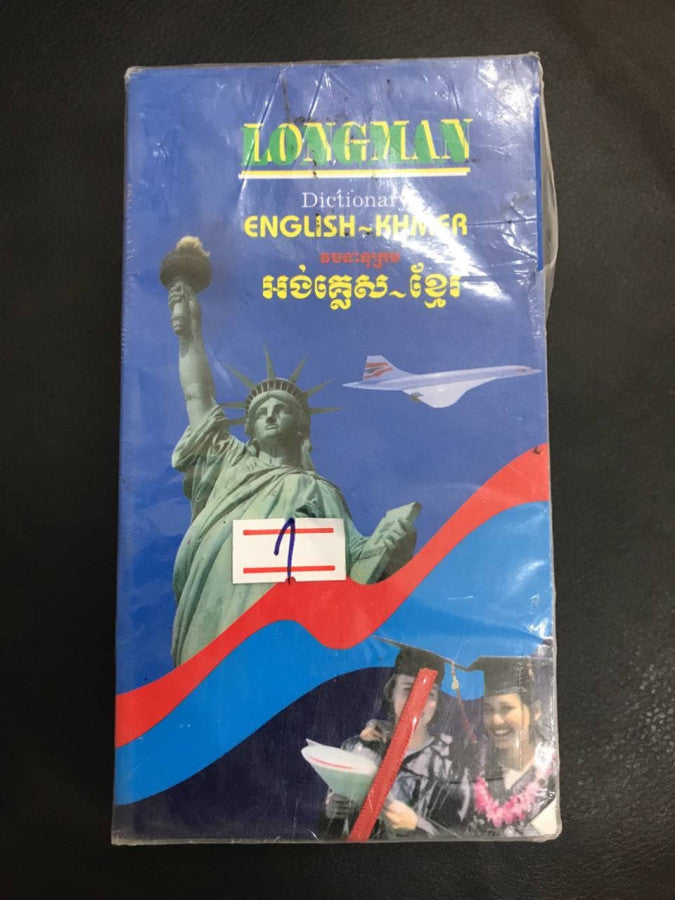 LONGMAN
Dictionary
ENGLISH~KHMER
វចនានុក្រម
អង់គ្លេស~ខ្មែរ
1